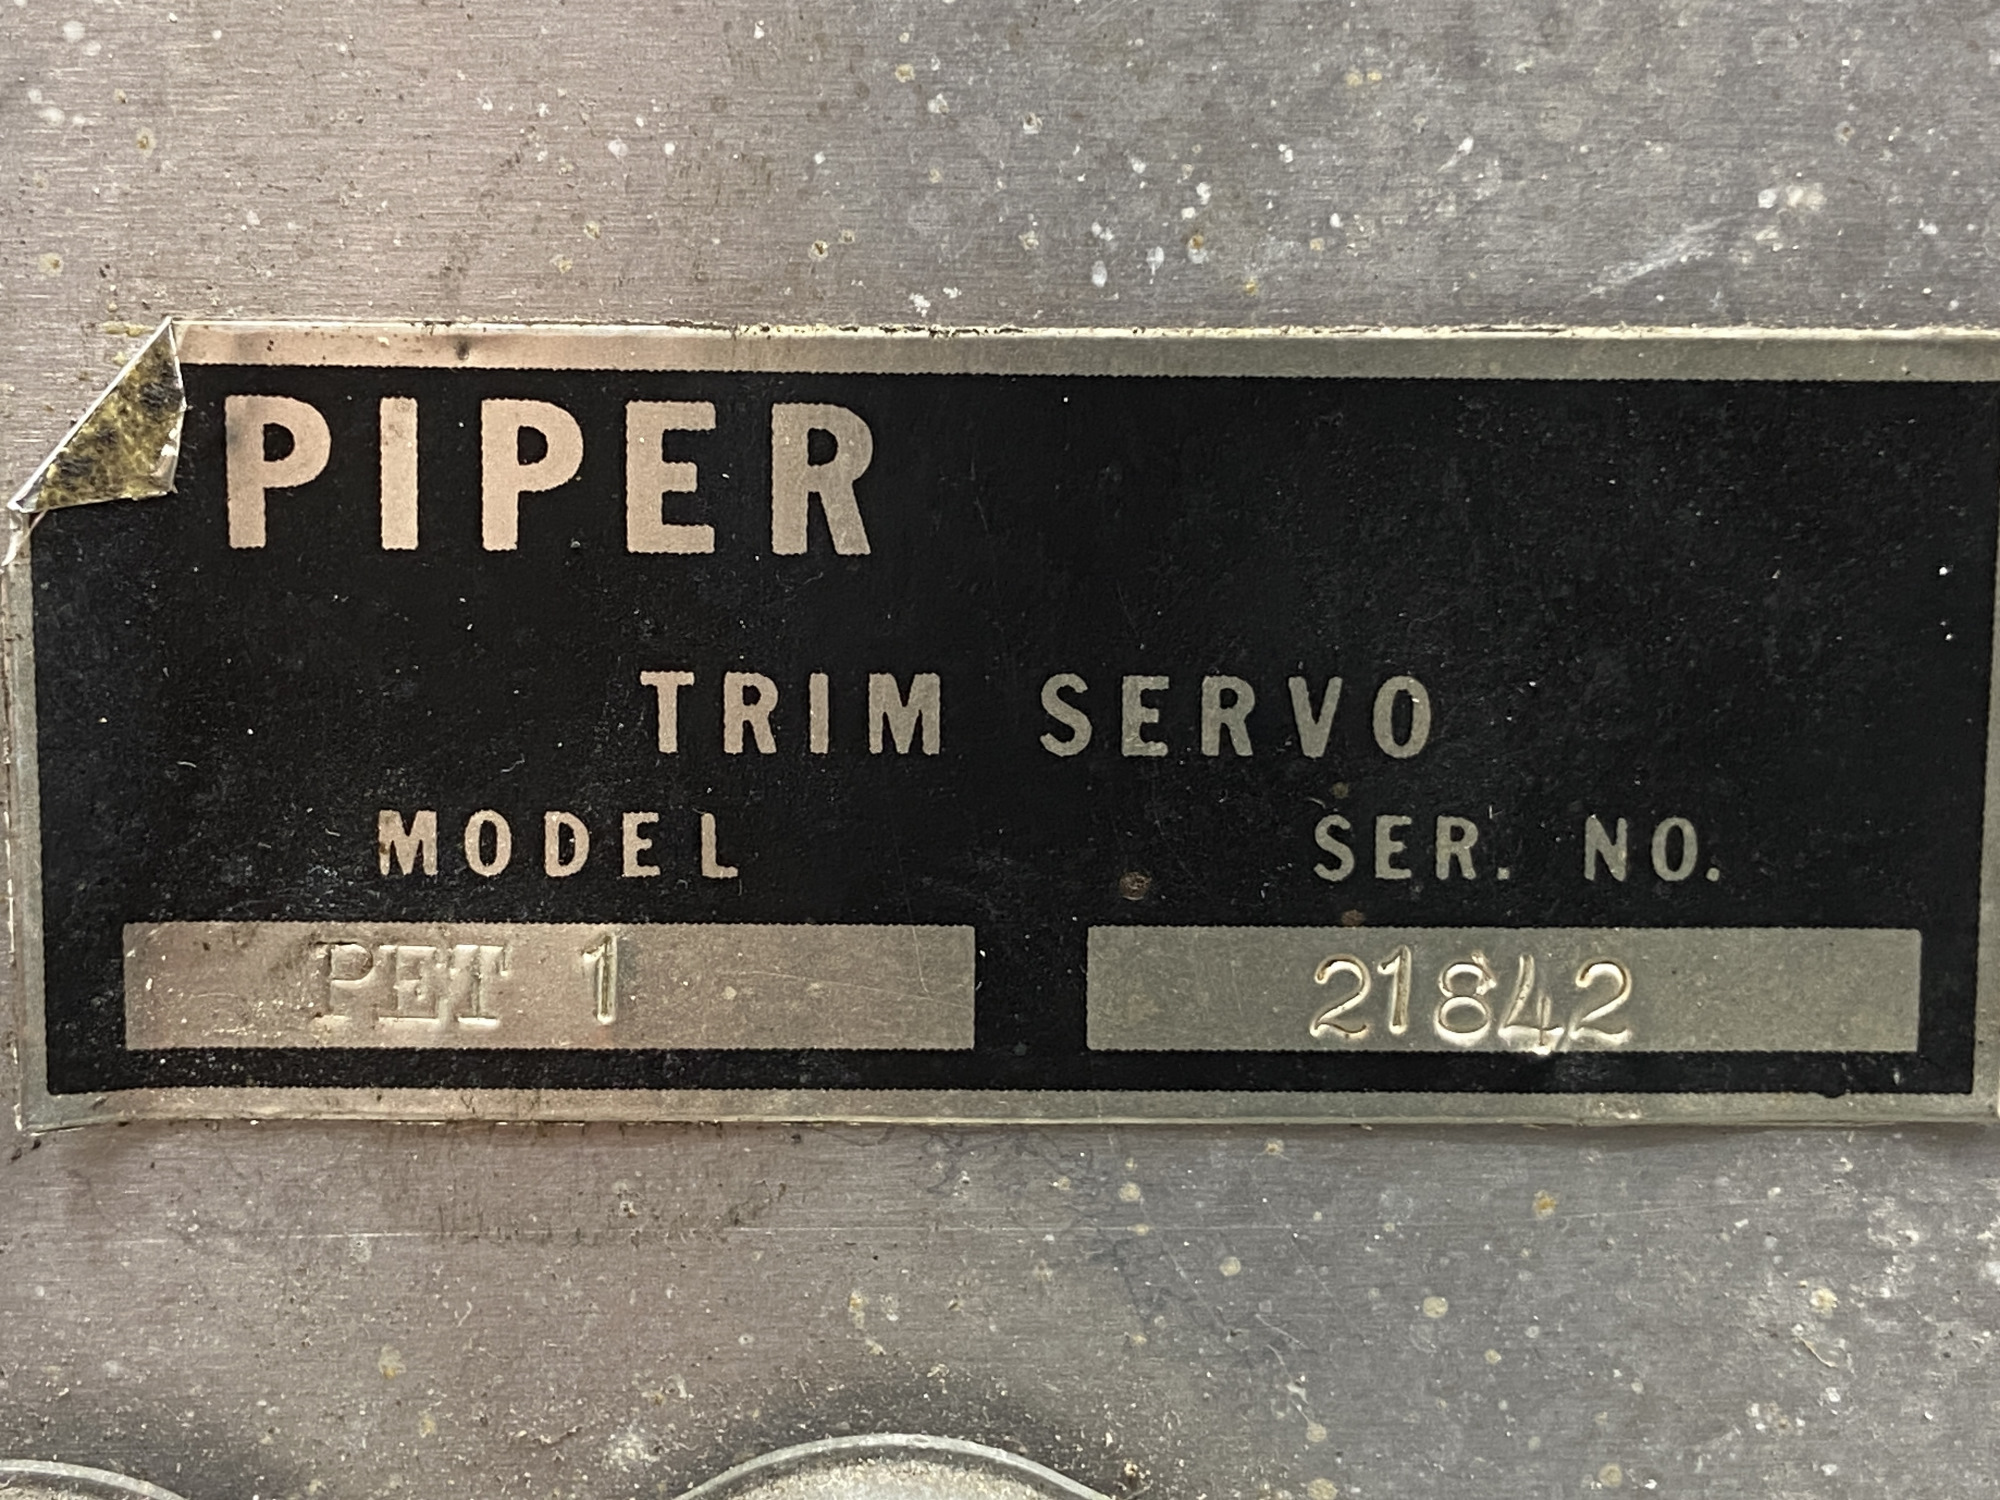 PIPER
TRIM SERVO
MODEL SER. NO.
PET 1 21842